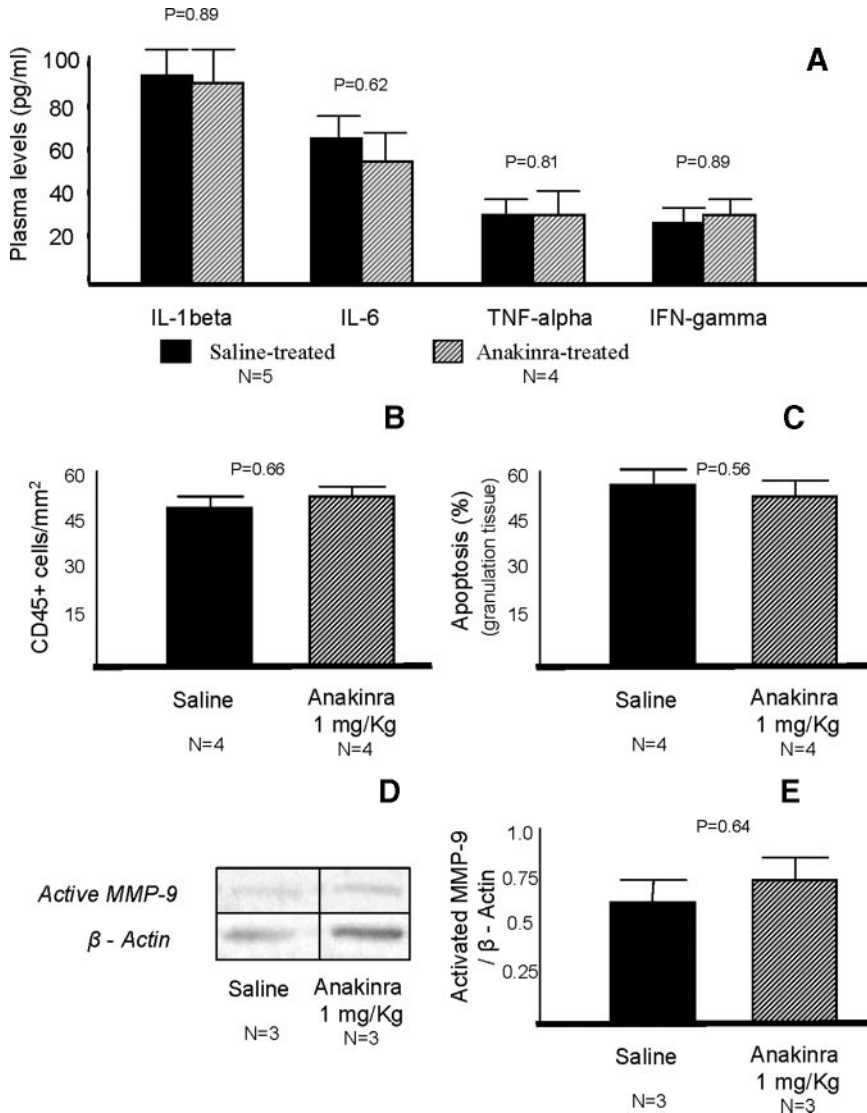 P=0.89
A
100
P=0.62
80
60
P=0.81
P=0.89
40
20
Plasma levels (pg/ml)
IL-1beta IL-6 TNF-alpha IFN-gamma
Saline-treated Anakinra-treated
N=5 N=4
B
60
P=0.66
45
30
15
CD45+ cells/mm²
Saline Anakinra
1 mg/Kg
N=4 N=4
C
60
P=0.56
45
30
15
Apoptosis (%)
(granulation tissue)
Saline Anakinra
1 mg/Kg
N=4 N=4
D
Active MMP-9
β - Actin
Saline Anakinra
1 mg/Kg
N=3 N=3
E
P=0.64
1.0
0.75
0.5
0.25
Activated MMP-9
/ β - Actin
Saline Anakinra
1 mg/Kg
N=3 N=3